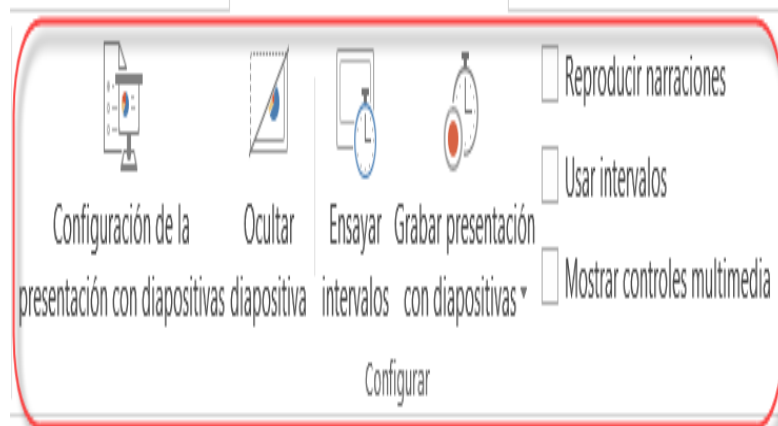 Configuración de la
presentación con diapositivas
Ocultar
diapositiva
Ensayar
intervalos
Grabar presentación
con diapositivas
Reproducir narraciones
Usar intervalos
Mostrar controles multimedia
Configurar